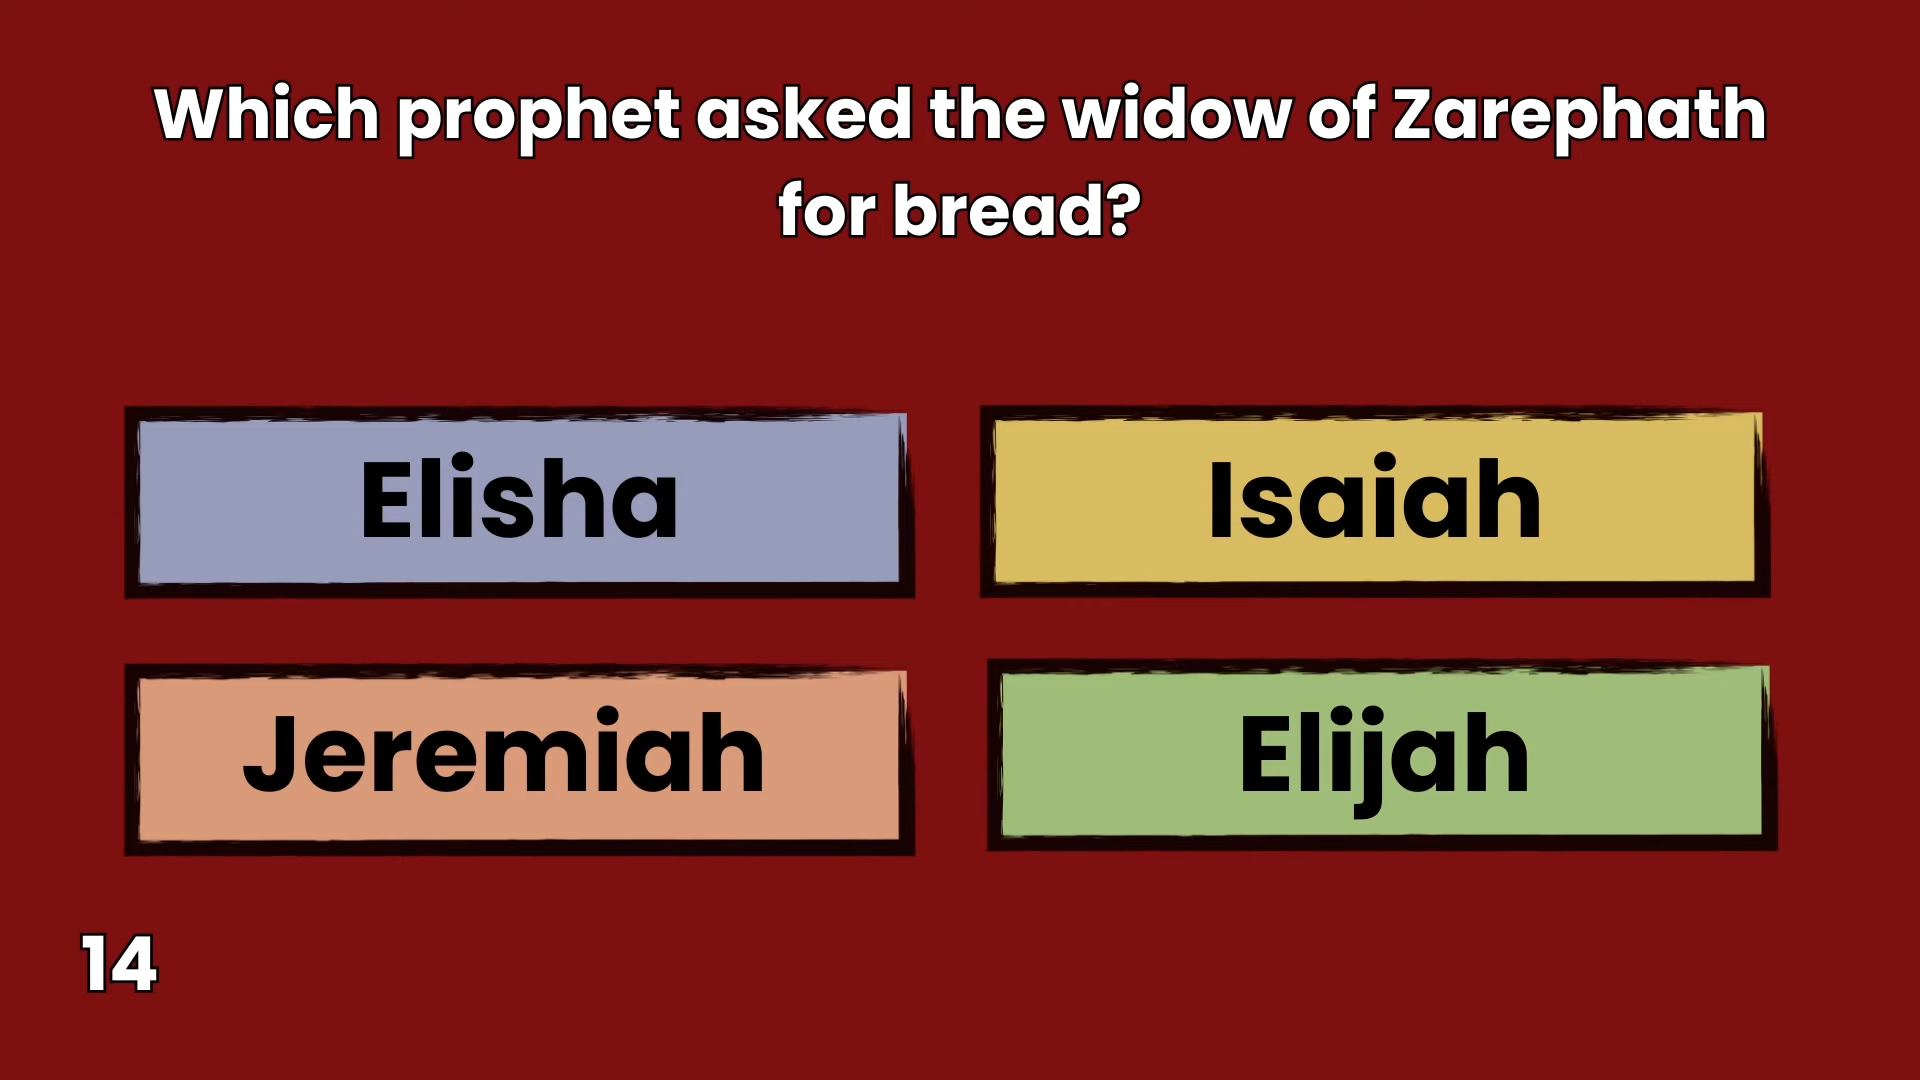 Which prophet asked the widow of Zarephath
for bread?
Elisha
Isaiah
Jeremiah
Elijah
14